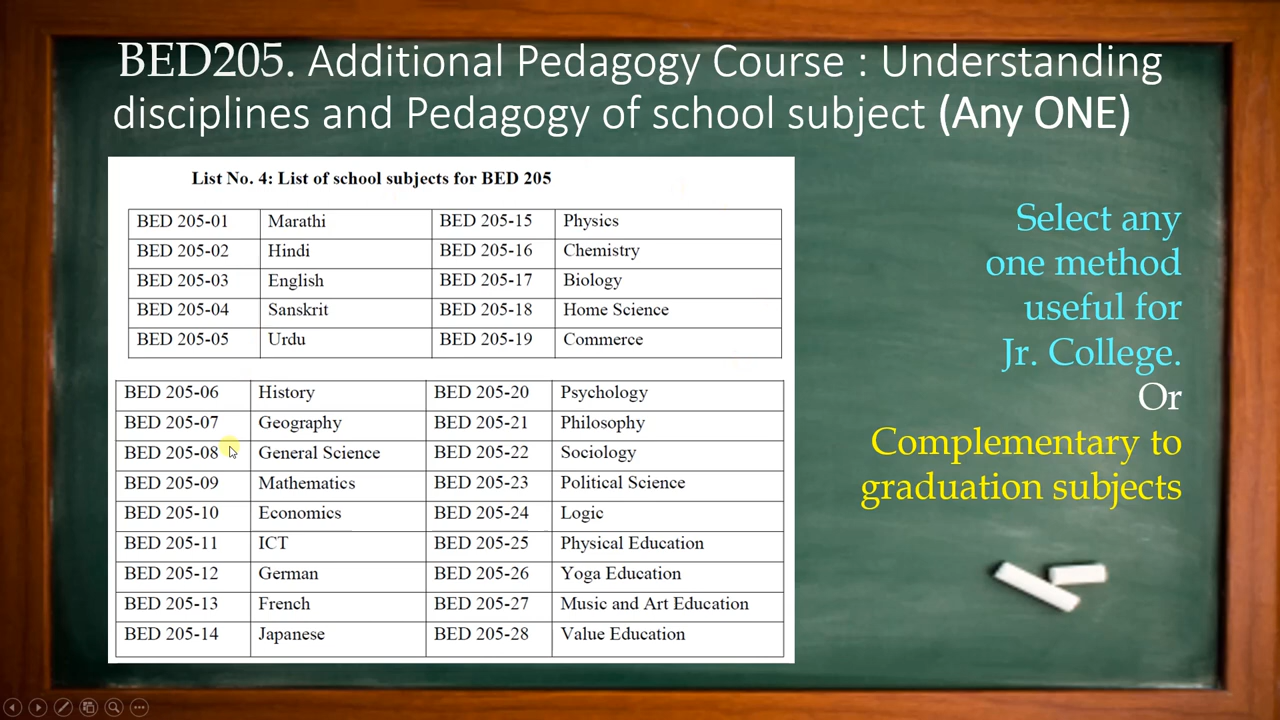 BED205. Additional Pedagogy Course : Understanding
disciplines and Pedagogy of school subject (Any ONE)
List No. 4: List of school subjects for BED 205
BED 205-01 Marathi BED 205-15 Physics
BED 205-02 Hindi BED 205-16 Chemistry
BED 205-03 English BED 205-17 Biology
BED 205-04 Sanskrit BED 205-18 Home Science
BED 205-05 Urdu BED 205-19 Commerce
BED 205-06 History BED 205-20 Psychology
BED 205-07 Geography BED 205-21 Philosophy
BED 205-08 General Science BED 205-22 Sociology
BED 205-09 Mathematics BED 205-23 Political Science
BED 205-10 Economics BED 205-24 Logic
BED 205-11 ICT BED 205-25 Physical Education
BED 205-12 German BED 205-26 Yoga Education
BED 205-13 French BED 205-27 Music and Art Education
BED 205-14 Japanese BED 205-28 Value Education
Select any
one method
useful for
Jr. College.
Or
Complementary to
graduation subjects